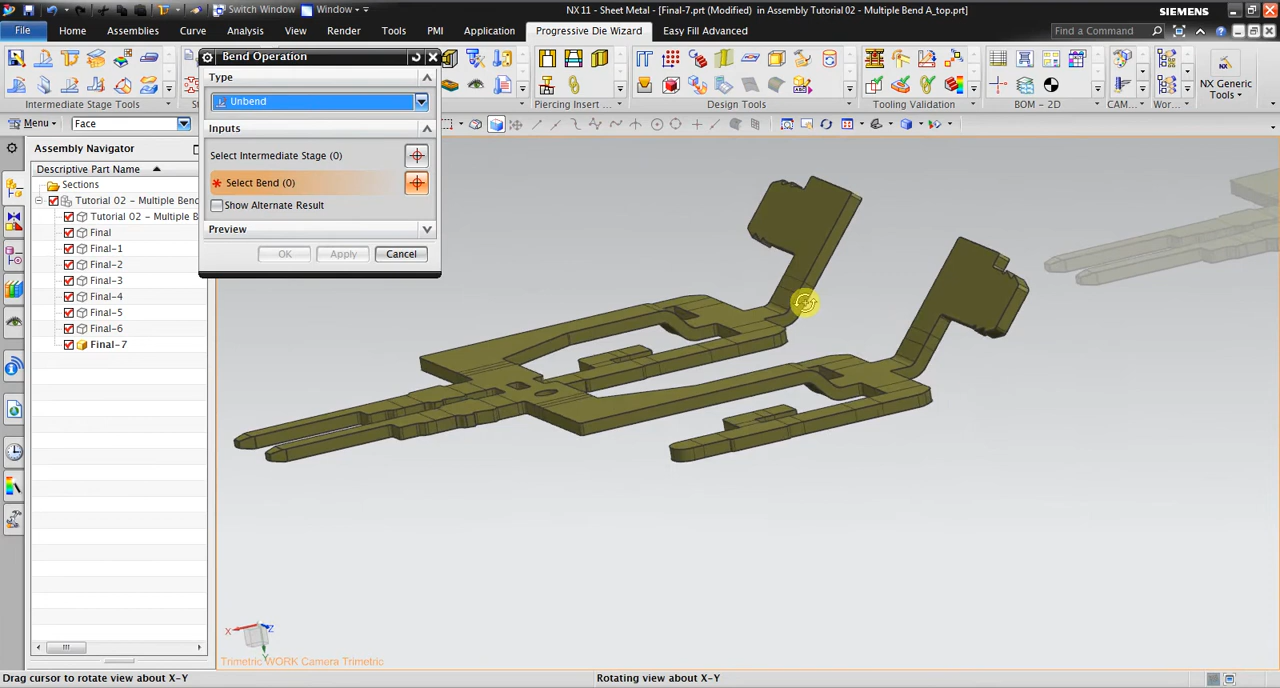 Switch Window
Window
NX 11 - Sheet Metal - [Final-7.prt (Modified) in Assembly Tutorial 02 - Multiple Bend A_top.prt]
SIEMENS
File
Home
Assemblies
Curve
Analysis
View
Render
Tools
PMI
Application
Progressive Die Wizard
Easy Fill Advanced
Find a Command
Intermediate Stage Tools
Piercing Insert ...
Design Tools
Tooling Validation
BOM - 2D
CAM...
Wor...
NX Generic
Tools
Menu
Face
Bend Operation
Type
Unbend
Inputs
Select Intermediate Stage (0)
* Select Bend (0)
Show Alternate Result
Preview
OK
Apply
Cancel
Assembly Navigator
Descriptive Part Name
Sections
Tutorial 02 - Multiple Bend
Tutorial 02 - Multiple B
Final
Final-1
Final-2
Final-3
Final-4
Final-5
Final-6
Final-7
X
Z
Y
Trimetric WORK Camera Trimetric
Drag cursor to rotate view about X-Y
Rotating view about X-Y